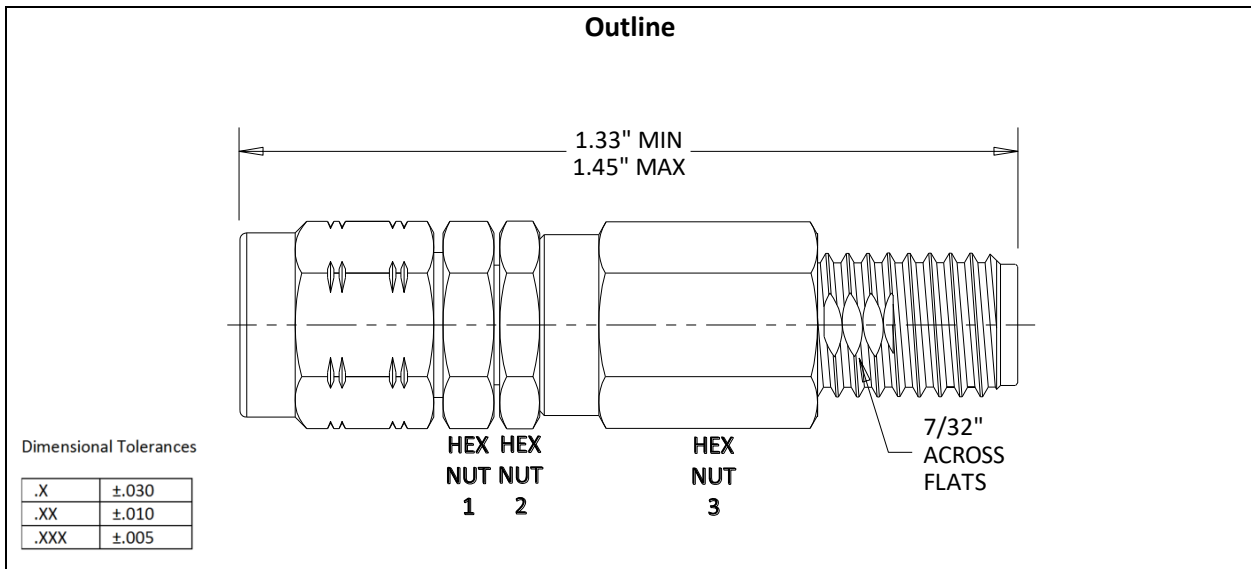 Outline
1.33" MIN
1.45" MAX
HEX
NUT
1
HEX
NUT
2
HEX
NUT
3
7/32"
ACROSS
FLATS
Dimensional Tolerances
.X ±.030
.XX ±.010
.XXX ±.005